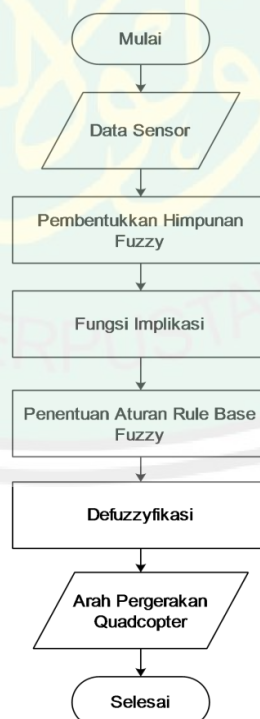 Mulai
Data Sensor
Pembentukkan Himpunan
Fuzzy
Fungsi Implikasi
Penentuan Aturan Rule Base
Fuzzy
Defuzzyfikasi
Arah Pergerakan
Quadcopter
Selesai